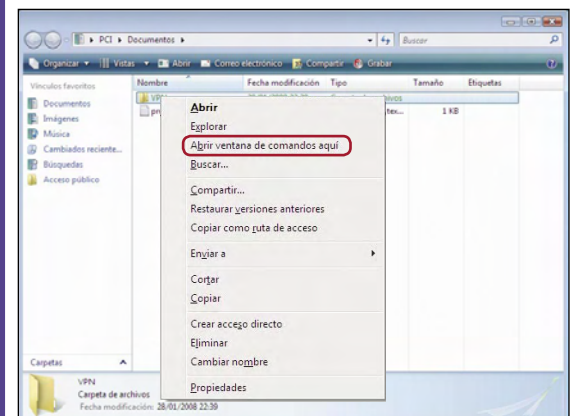 PCI ▸ Documentos ▸
Buscar
Organizar Vistas Abrir Correo electrónico Compartir Grabar
Vínculos favoritos
Documentos
Imágenes
Música
Cambiados reciente...
Búsquedas
Acceso público
Carpetas
Nombre Fecha modificación Tipo Tamaño Etiquetas
1 KB
Abrir
Explorar
Abrir ventana de comandos aquí
Buscar...
Compartir...
Restaurar versiones anteriores
Copiar como ruta de acceso
Enviar a
Cortar
Copiar
Crear acceso directo
Eliminar
Cambiar nombre
Propiedades
VPN
Carpeta de archivos
Fecha modificación: 28/01/2008 22:39